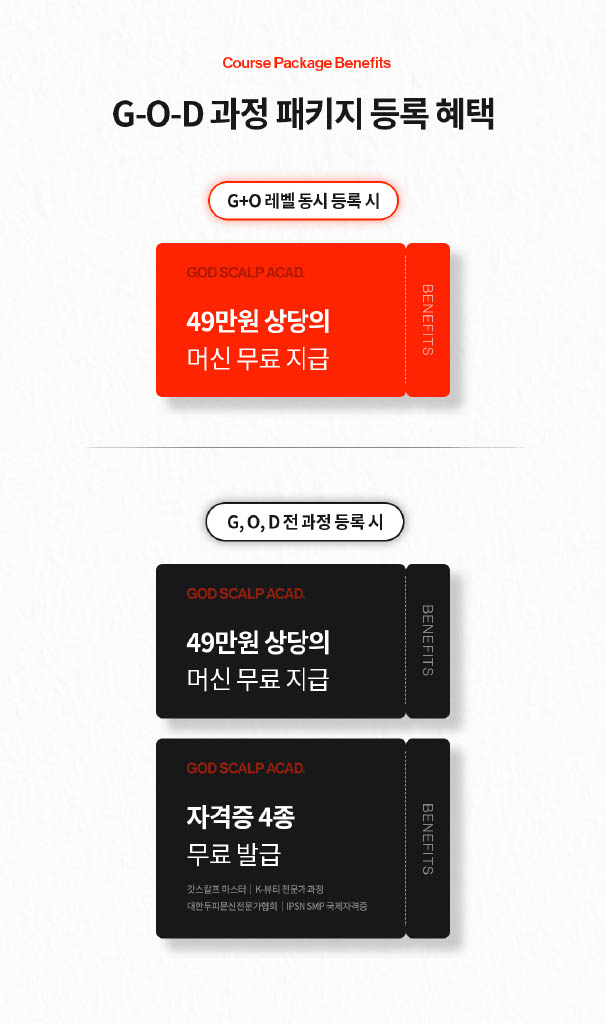 Course Package Benefits
G-O-D 과정 패키지 등록 혜택
G+O 레벨 동시 등록 시
GOD SCALP ACAD.
49만원 상당의
머신 무료 지급
BENEFITS
G, O, D 전 과정 등록 시
GOD SCALP ACAD.
49만원 상당의
머신 무료 지급
BENEFITS
GOD SCALP ACAD.
자격증 4종
무료 발급
갓스칼프 마스터 | K-뷰티 전문가 과정
대한두피문신전문가협회 | IPSN SMP 국제자격증
BENEFITS